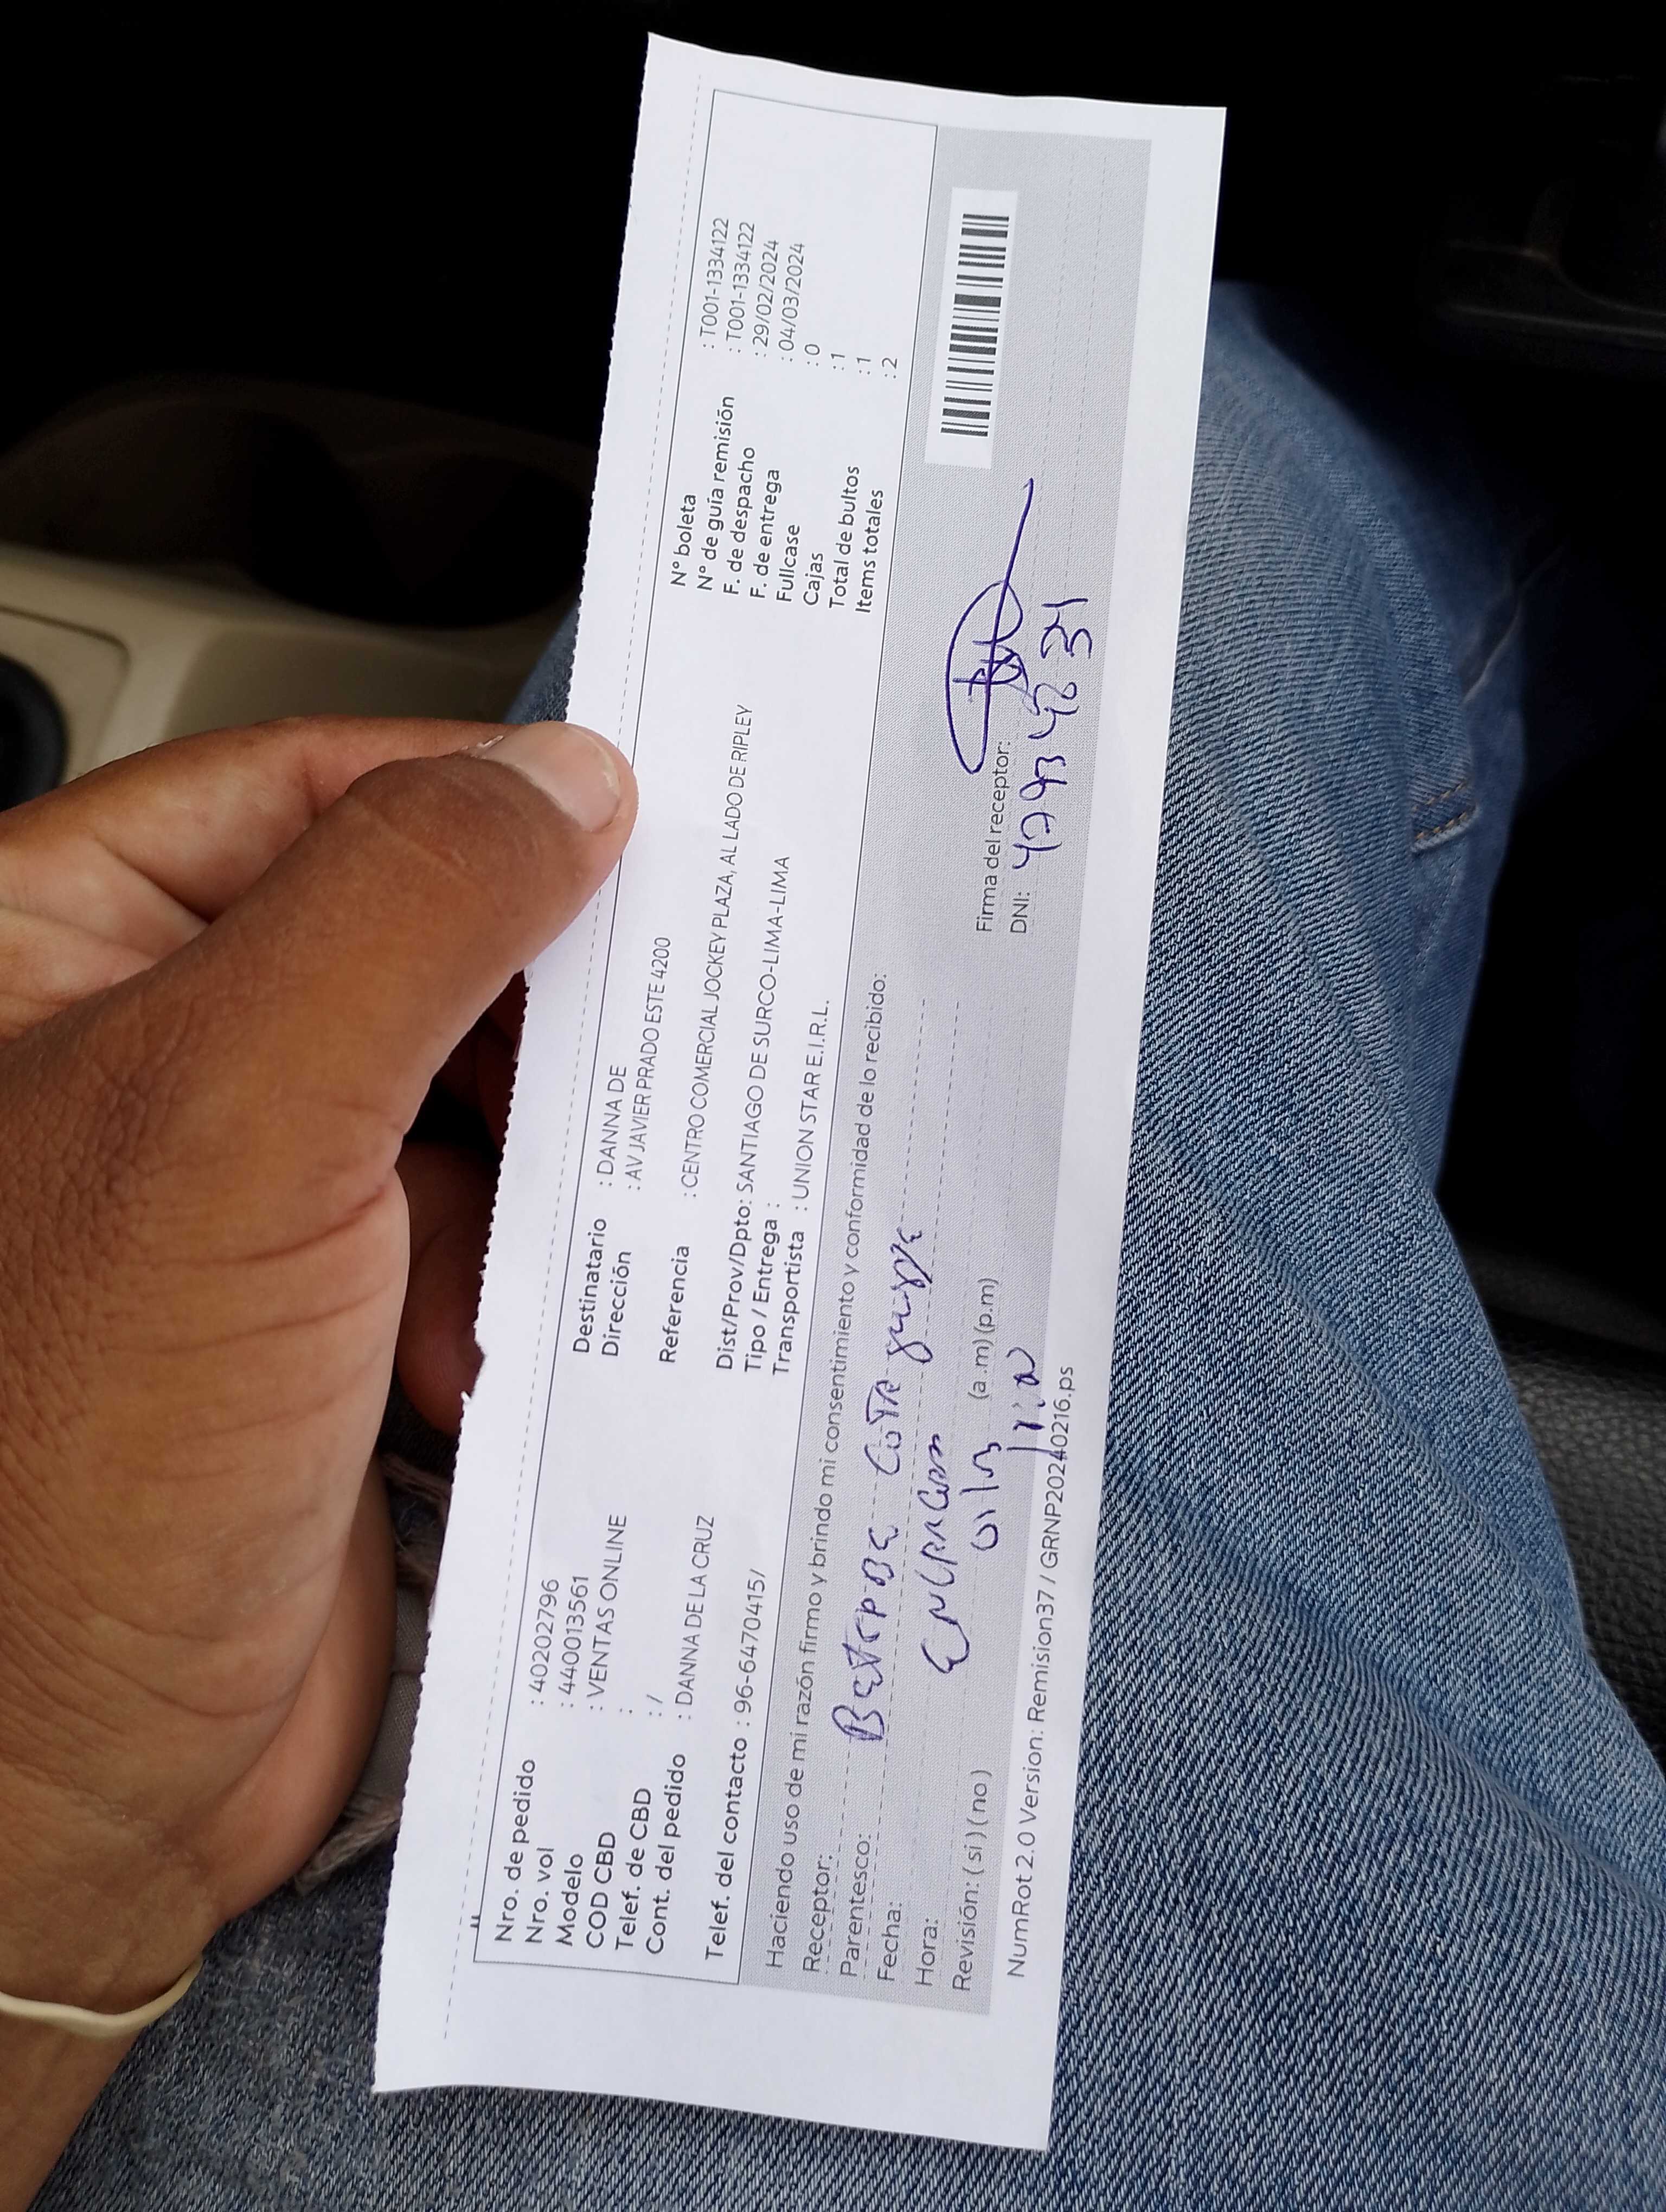 Nro. de pedido : 40202796
Nro. vol : 440013561
Modelo : VENTAS ONLINE
COD CBD :
Telef. de CBD : /
Cont. del pedido : DANNA DE LA CRUZ
Telef. del contacto : 96-6470415/
Destinatario : DANNA DE
Dirección : AV JAVIER PRADO ESTE 4200
Referencia : CENTRO COMERCIAL JOCKEY PLAZA, AL LADO DE RIPLEY
Dist/Prov/Dpto: SANTIAGO DE SURCO-LIMA-LIMA
Tipo / Entrega :
Transportista : UNION STAR E.I.R.L.
N° boleta : T001-1334122
N° de guía remisión : T001-1334122
F. de despacho : 29/02/2024
F. de entrega : 04/03/2024
Fullcase : 0
Cajas : 1
Total de bultos : 1
Items totales : 2
Haciendo uso de mi razón firmo y brindo mi consentimiento y conformidad de lo recibido:
Receptor:
Parentesco:
Fecha:
Hora: (a .m) (p.m)
Revisión: ( si ) ( no )
Firma del receptor:
DNI:
NumRot 2.0 Version: Remision37 / GRNP20240216.ps